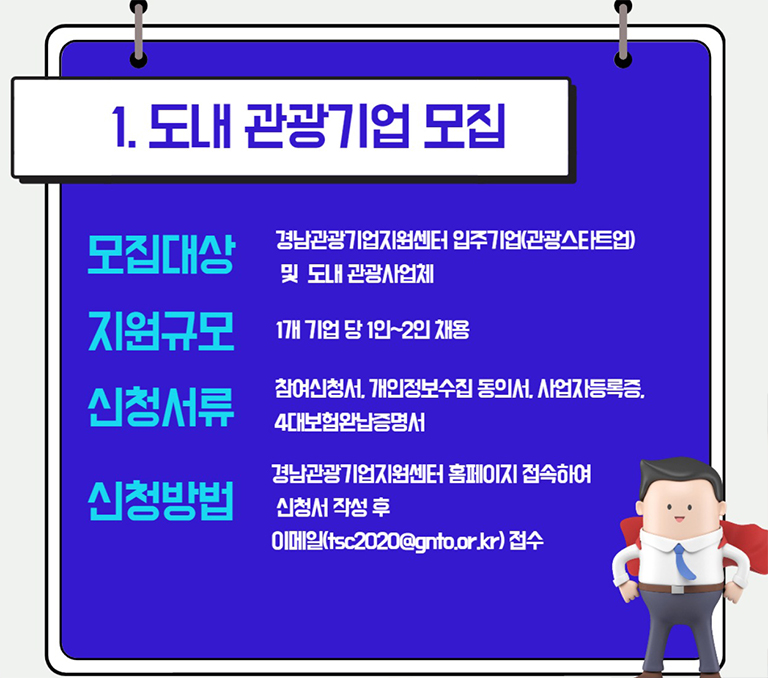 1. 도내 관광기업 모집
모집대상
경남관광기업지원센터 입주기업(관광스타트업)
및 도내 관광사업체
지원규모
1개 기업 당 1인~2인 채용
신청서류
참여신청서, 개인정보수집 동의서, 사업자등록증,
4대보험완납증명서
신청방법
경남관광기업지원센터 홈페이지 접속하여
신청서 작성 후
이메일(tsc2020@gnto.or.kr) 접수